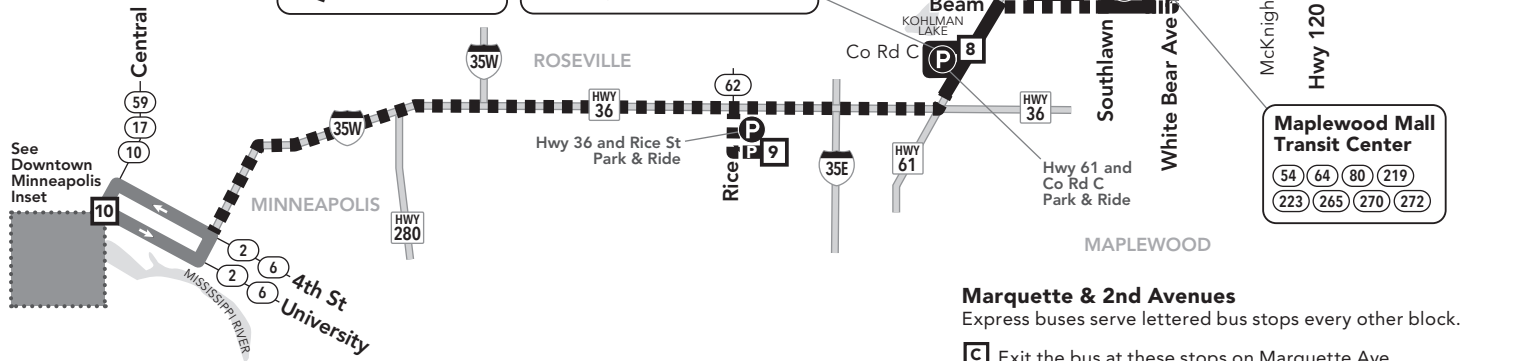 Central
59
17
10
See
Downtown
Minneapolis
Inset
10
MINNEAPOLIS
35W
HWY
280
2
6
4th St
2
6
University
MISSISSIPPI RIVER
35W
ROSEVILLE
HWY
36
62
Hwy 36 and Rice St
Park & Ride
P
P
9
Rice
35E
HWY
61
HWY
36
Beam
KOHLMAN
LAKE
Co Rd C
P
8
Hwy 61 and
Co Rd C
Park & Ride
Southlawn
White Bear Ave
McKnigh
Hwy 120
Maplewood Mall
Transit Center
54 64 80 219
223 265 270 272
MAPLEWOOD
Marquette & 2nd Avenues
Express buses serve lettered bus stops every other block.
C Exit the bus at these stops on Marquette Ave